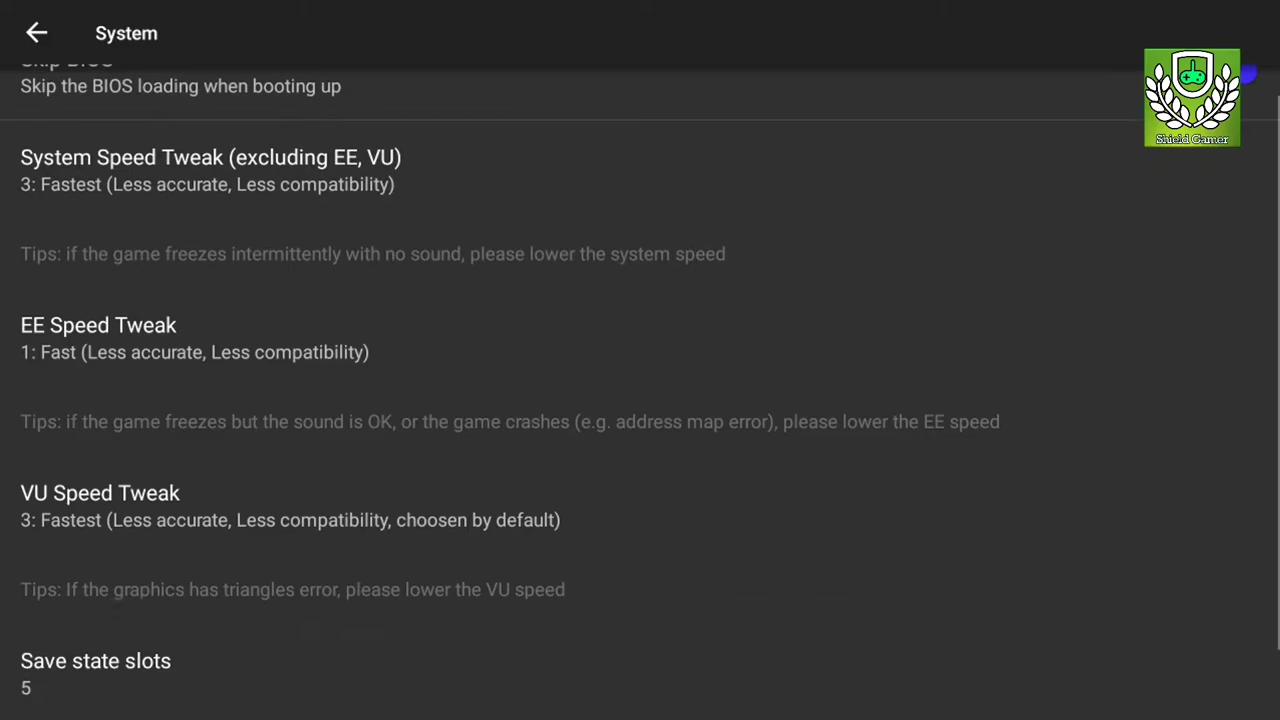 System
Skip BIOS
Skip the BIOS loading when booting up
Shield Gamer
System Speed Tweak (excluding EE, VU)
3: Fastest (Less accurate, Less compatibility)
Tips: if the game freezes intermittently with no sound, please lower the system speed
EE Speed Tweak
1: Fast (Less accurate, Less compatibility)
Tips: if the game freezes but the sound is OK, or the game crashes (e.g. address map error), please lower the EE speed
VU Speed Tweak
3: Fastest (Less accurate, Less compatibility, choosen by default)
Tips: If the graphics has triangles error, please lower the VU speed
Save state slots
5